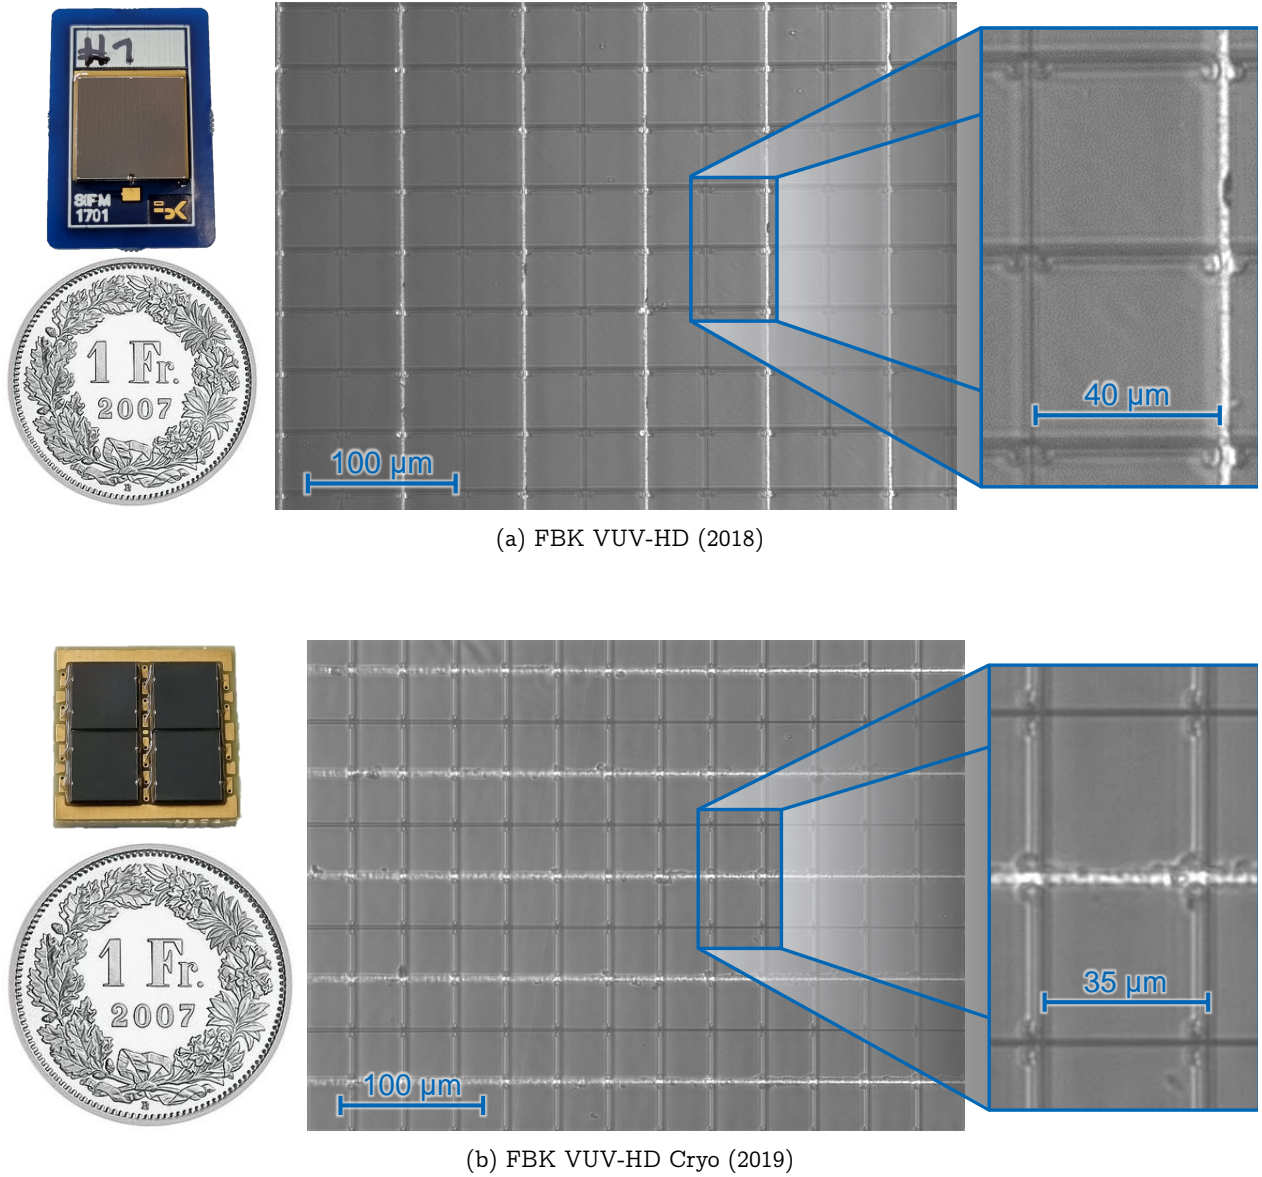 #7
SiFM
1701
1 Fr.
2007
100 µm
40 µm
(a) FBK VUV-HD (2018)
1 Fr.
2007
100 µm
35 µm
(b) FBK VUV-HD Cryo (2019)